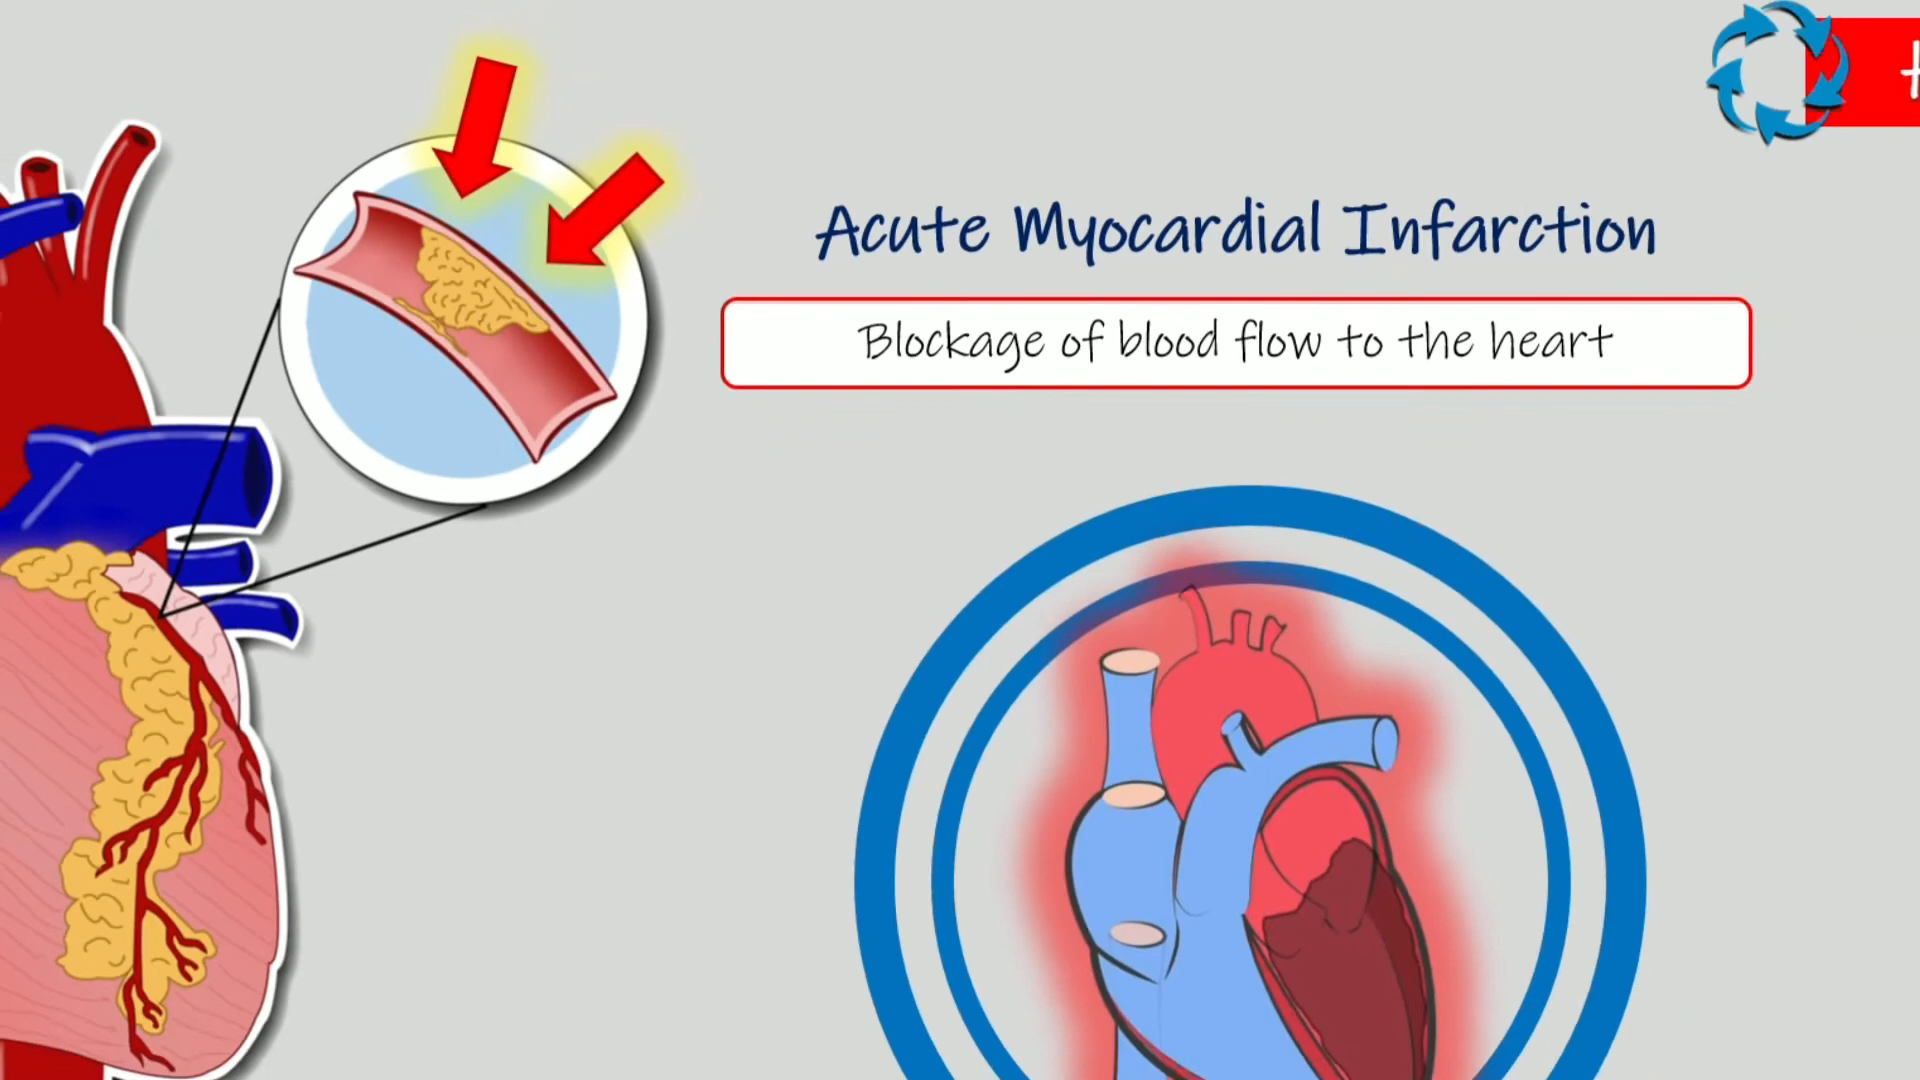 Acute Myocardial Infarction
Blockage of blood flow to the heart